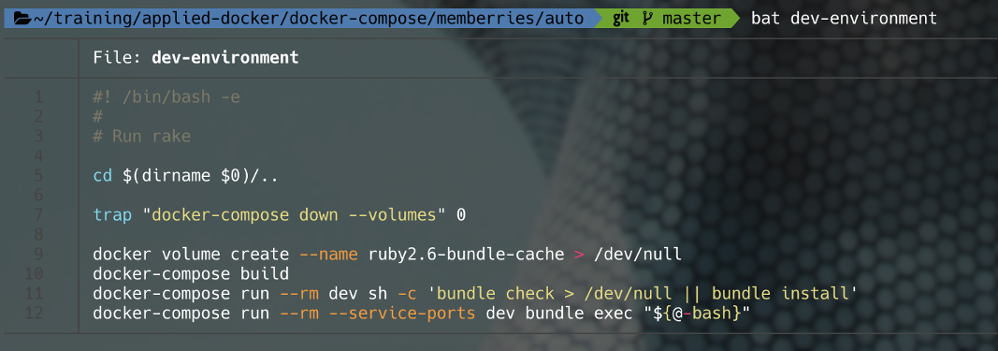 ~/training/applied-docker/docker-compose/memberries/auto git master bat dev-environment
File: dev-environment
1 #! /bin/bash -e
2 #
3 # Run rake
4
5 cd $(dirname $0)/..
6
7 trap "docker-compose down --volumes" 0
8
9 docker volume create --name ruby2.6-bundle-cache > /dev/null
10 docker-compose build
11 docker-compose run --rm dev sh -c 'bundle check > /dev/null || bundle install'
12 docker-compose run --rm --service-ports dev bundle exec "${@-bash}"